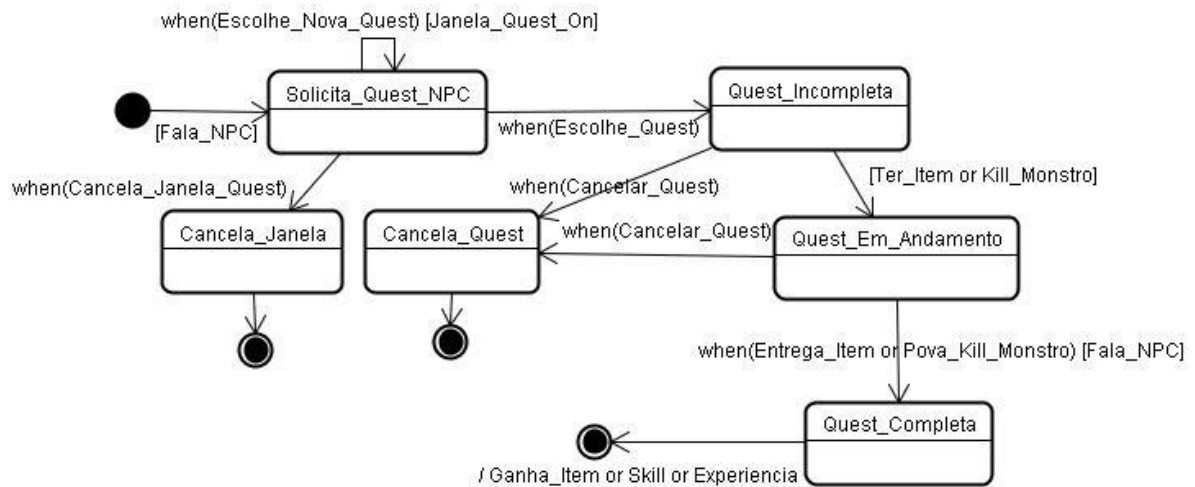 when(Escolhe_Nova_Quest) [Janela_Quest_On]
Solicita_Quest_NPC
Quest_Incompleta
[Fala_NPC]
when(Escolhe_Quest)
when(Cancela_Janela_Quest)
when(Cancelar_Quest)
[Ter_Item or Kill_Monstro]
Cancela_Janela
Cancela_Quest
when(Cancelar_Quest)
Quest_Em_Andamento
when(Entrega_Item or Pova_Kill_Monstro) [Fala_NPC]
Quest_Completa
/ Ganha_Item or Skill or Experiencia